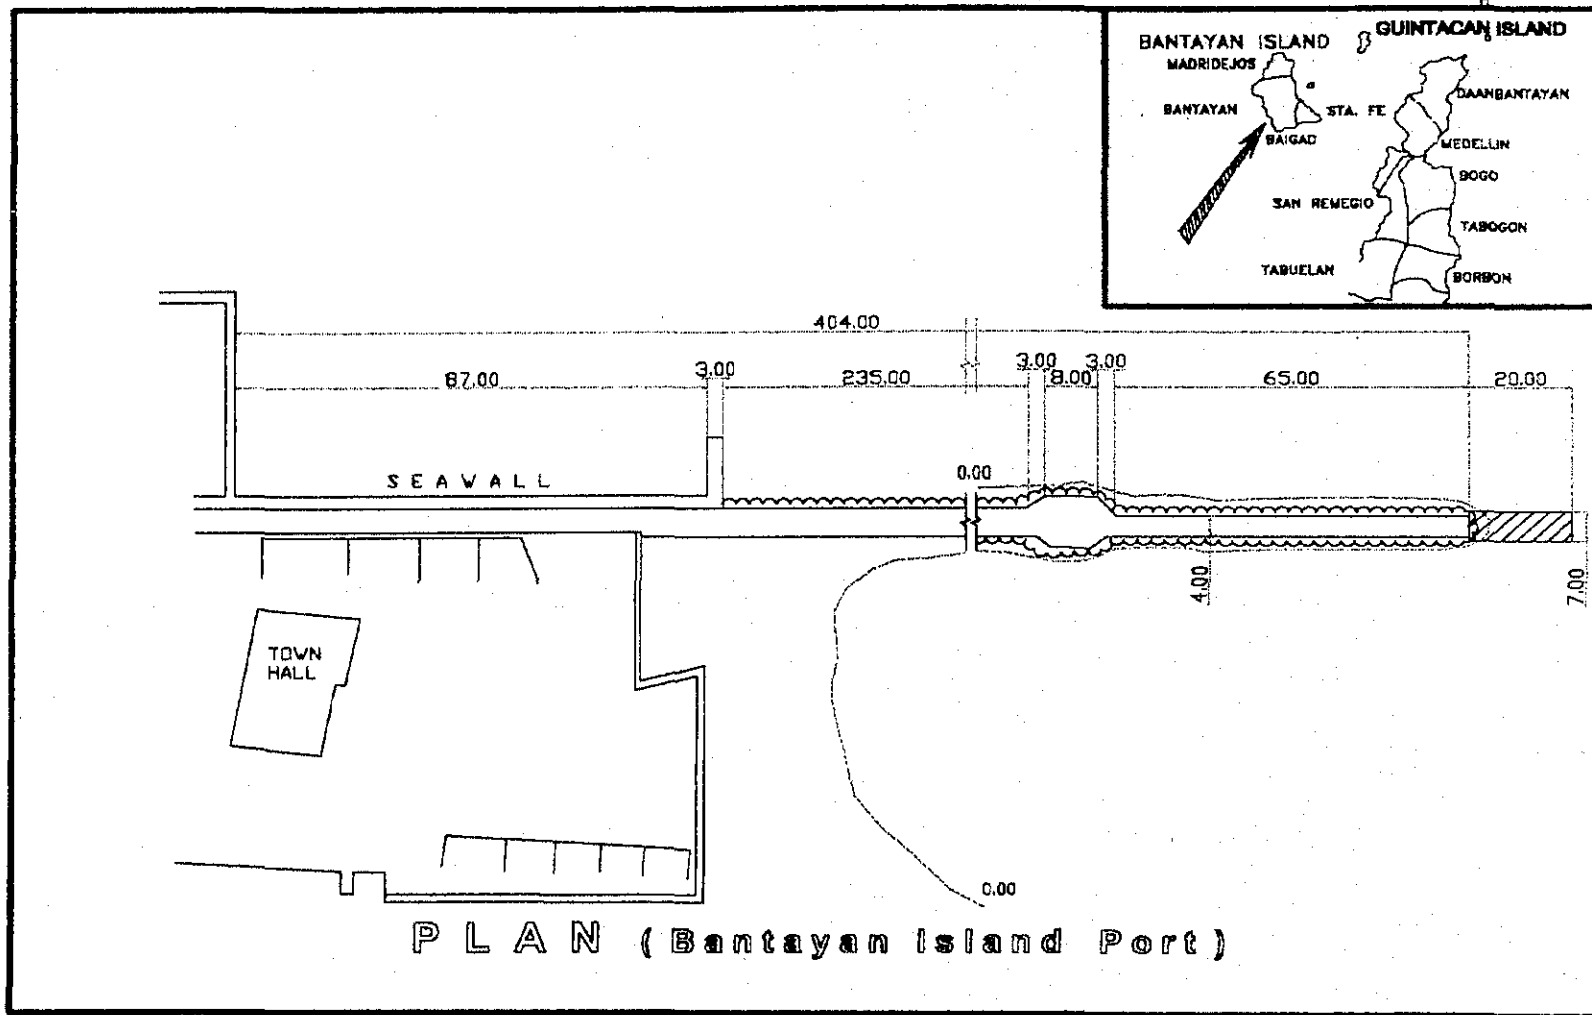 GUINTACAN ISLAND
BANTAYAN ISLAND
MADRIDEJOS
DAANBANTAYAN
BANTAYAN
STA. FE
BAIGAD
MEDELLIN
BOGO
SAN REMEGIO
TABOGON
TABUELAN
BORBON
404.00
87.00
3.00
235.00
3.00
8.00
3.00
65.00
20.00
SEAWALL
0.00
4.00
7.00
TOWN
HALL
0.00
PLAN (Bantayan Island Port)